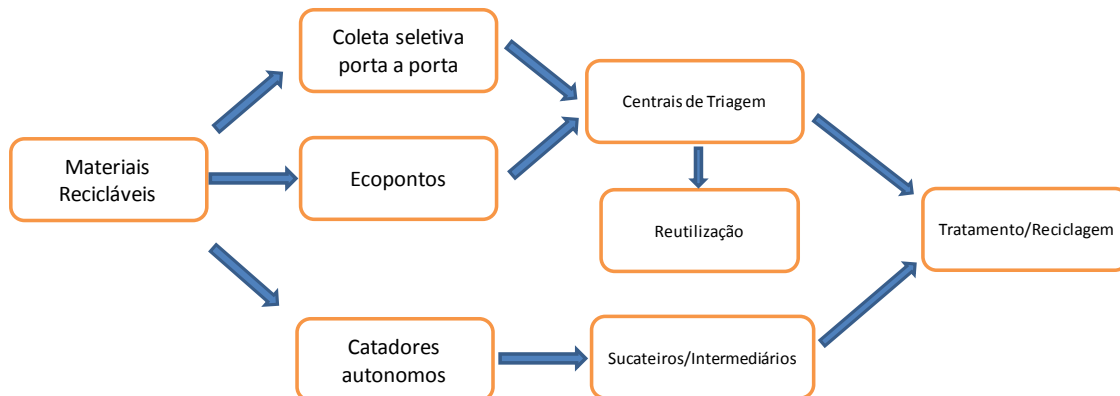 Coleta seletiva
porta a porta
Centrais de Triagem
Materiais
Recicláveis
Ecopontos
Reutilização
Tratamento/Reciclagem
Catadores
autonomos
Sucateiros/Intermediários